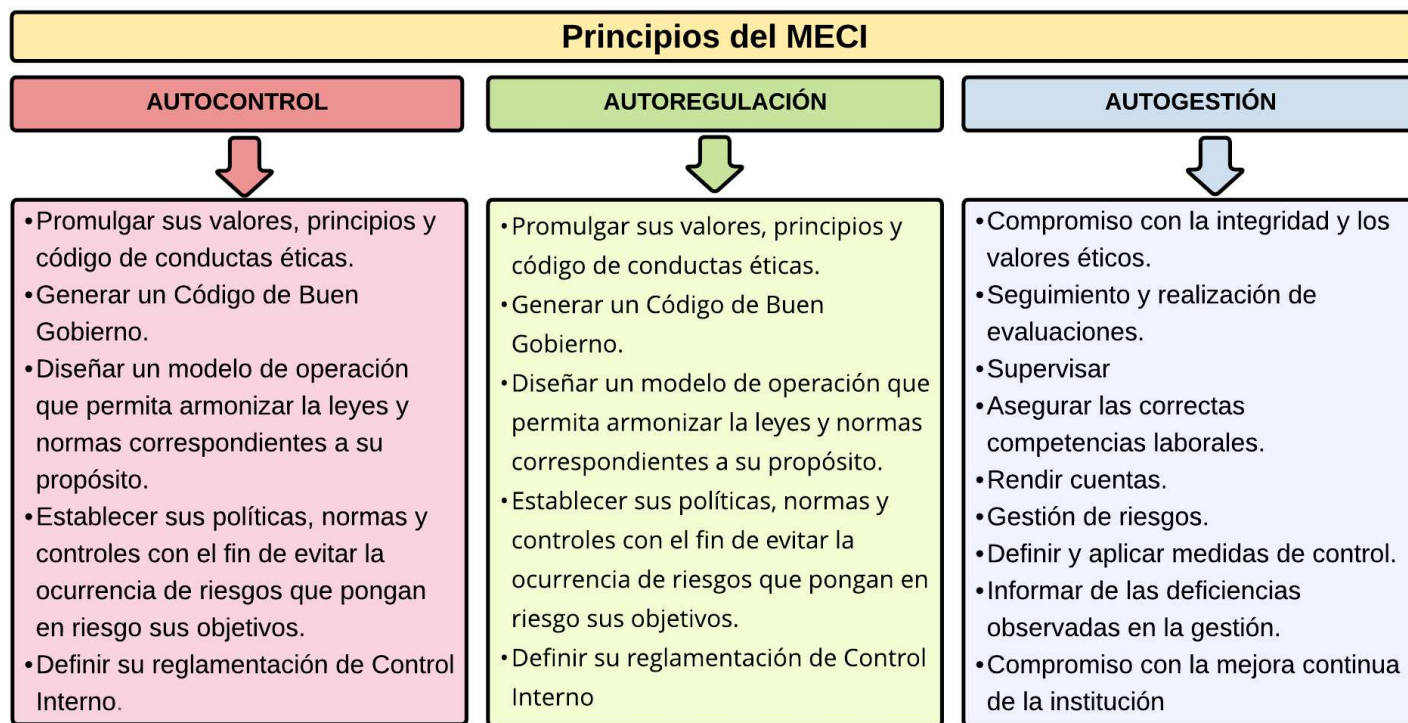 Principios del MECI
AUTOCONTROL
•Promulgar sus valores, principios y
código de conductas éticas.
•Generar un Código de Buen
Gobierno.
•Diseñar un modelo de operación
que permita armonizar la leyes y
normas correspondientes a su
propósito.
•Establecer sus políticas, normas y
controles con el fin de evitar la
ocurrencia de riesgos que pongan
en riesgo sus objetivos.
•Definir su reglamentación de Control
Interno.
AUTOREGULACIÓN
•Promulgar sus valores, principios y
código de conductas éticas.
•Generar un Código de Buen
Gobierno.
•Diseñar un modelo de operación que
permita armonizar la leyes y normas
correspondientes a su propósito.
•Establecer sus políticas, normas y
controles con el fin de evitar la
ocurrencia de riesgos que pongan en
riesgo sus objetivos.
•Definir su reglamentación de Control
Interno
AUTOGESTIÓN
•Compromiso con la integridad y los
valores éticos.
•Seguimiento y realización de
evaluaciones.
•Supervisar
•Asegurar las correctas
competencias laborales.
•Rendir cuentas.
•Gestión de riesgos.
•Definir y aplicar medidas de control.
•Informar de las deficiencias
observadas en la gestión.
•Compromiso con la mejora continua
de la institución